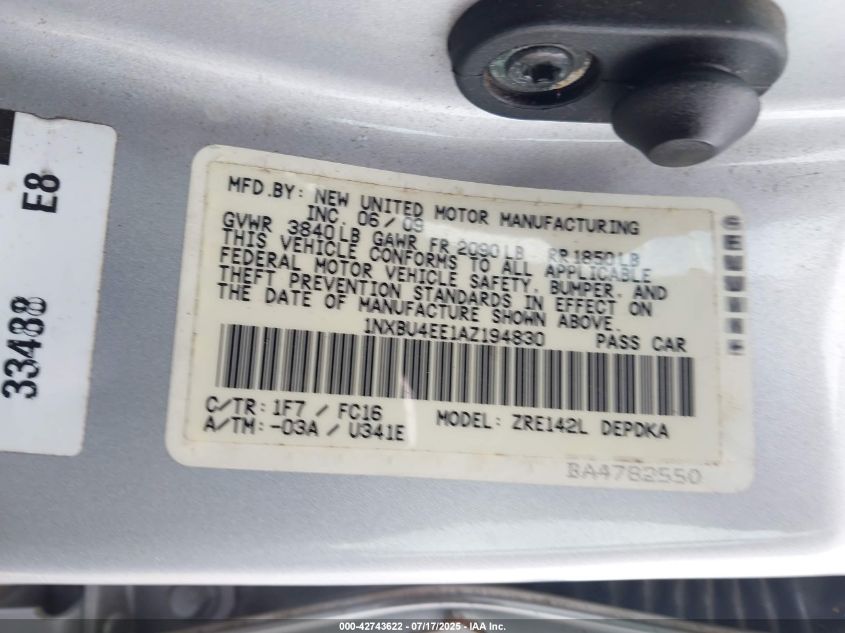 33488 E8
MFD.BY: NEW UNITED MOTOR MANUFACTURING
INC. 06/09
GVWR 3840LB GAWR FR 2090LB RR 1850LB
THIS VEHICLE CONFORMS TO ALL APPLICABLE
FEDERAL MOTOR VEHICLE SAFETY, BUMPER, AND
THEFT PREVENTION STANDARDS IN EFFECT ON
THE DATE OF MANUFACTURE SHOWN ABOVE.
1NXBU4EE1AZ194830 PASS CAR
C/TR: 1F7 / FC16
A/TM: -03A / U341E
MODEL: ZRE142L DEPDKA
BA4782550
GENUINE
000-42743622 - 07/17/2025 - IAA Inc.